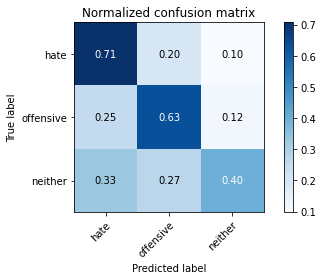 Normalized confusion matrix
True label
hate
offensive
neither
0.71 0.20 0.10
0.25 0.63 0.12
0.33 0.27 0.40
hate
offensive
neither
Predicted label
0.7
0.6
0.5
0.4
0.3
0.2
0.1